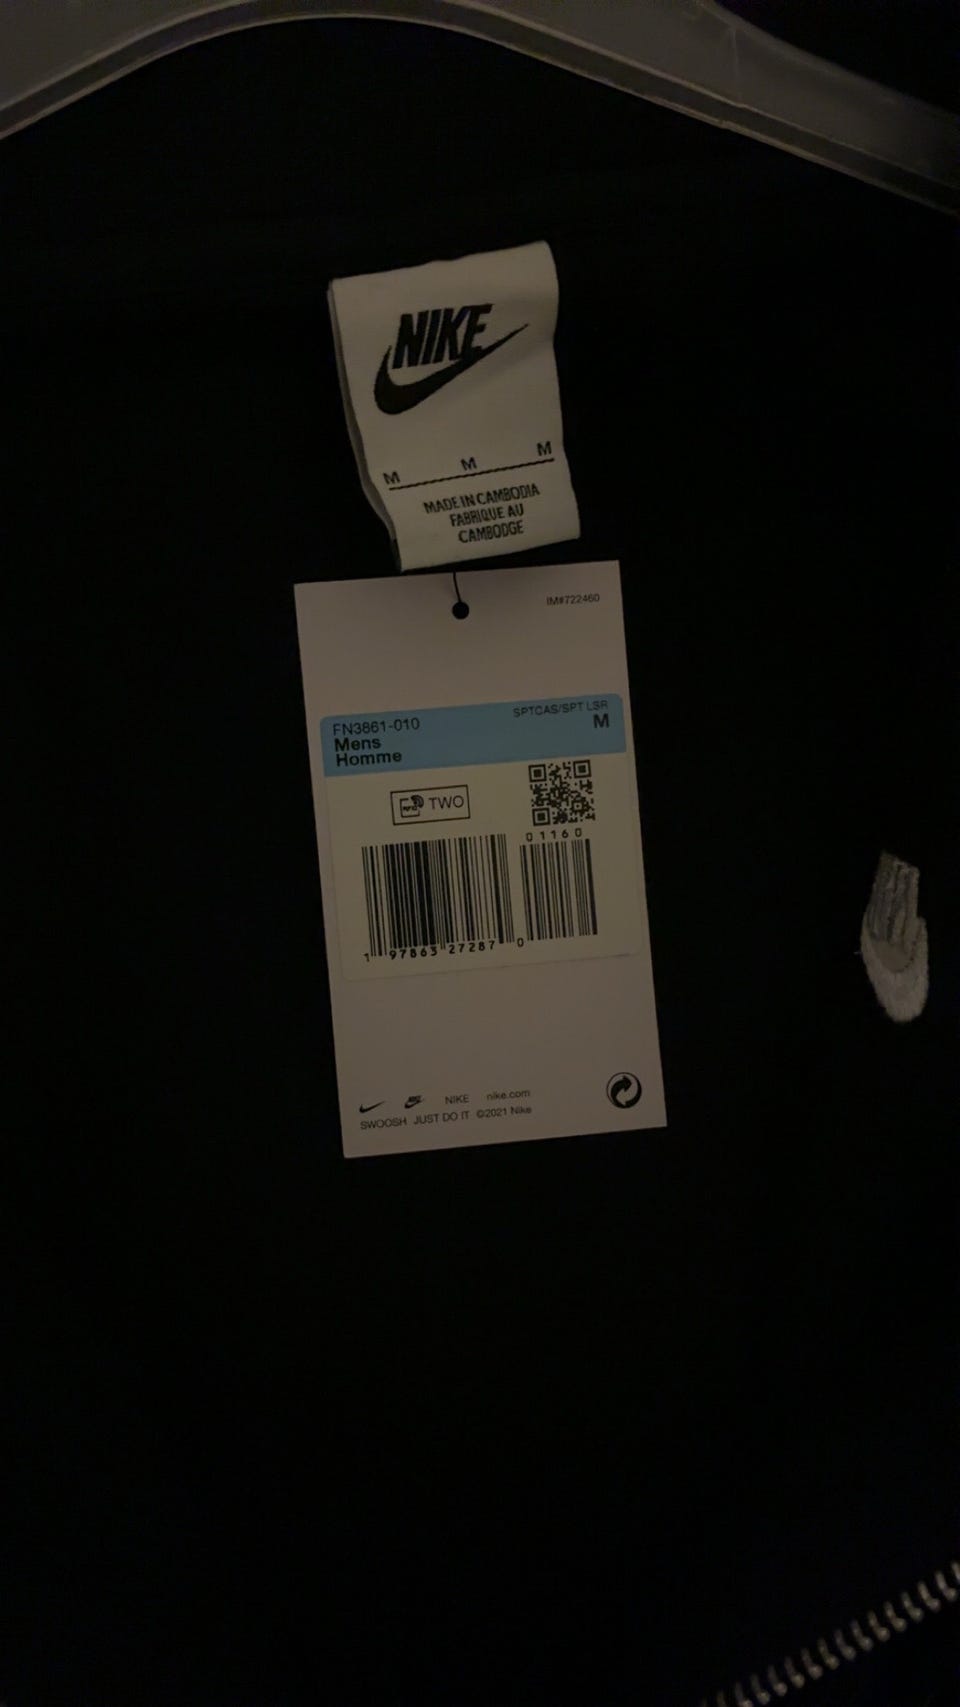 NIKE
M M M
MADE IN CAMBODIA
FABRIQUE AU
CAMBODGE
IM#722460
FN3861-010 SPTCAS/SPT LSR
Mens M
Homme
TWO
01160
1 97863 27287 0
NIKE nike.com
SWOOSH JUST DO IT ©2021 Nike